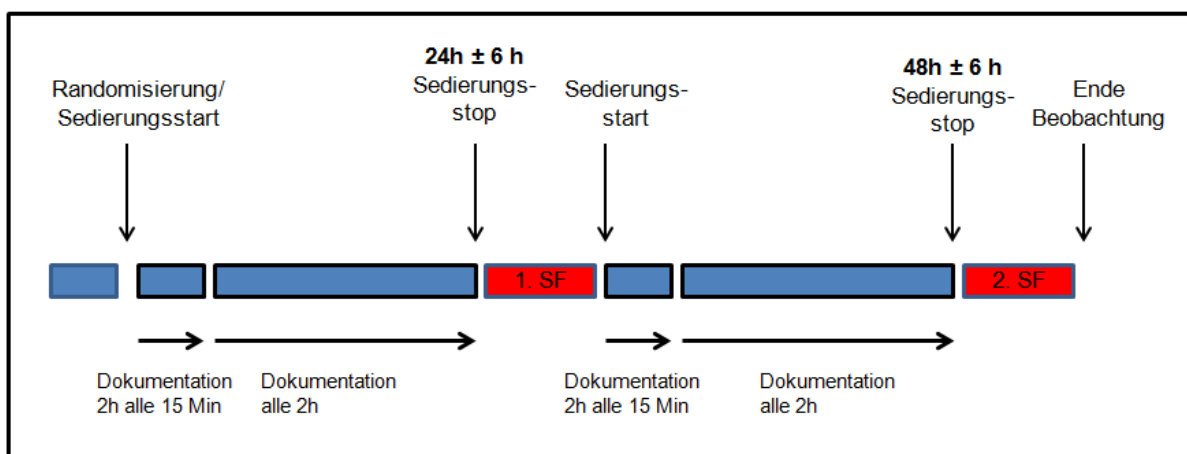 Randomisierung/
Sedierungsstart
24h ± 6 h
Sedierungs-
stop
Sedierungs-
start
48h ± 6 h
Sedierungs-
stop
Ende
Beobachtung
1. SF
2. SF
Dokumentation
2h alle 15 Min
Dokumentation
alle 2h
Dokumentation
2h alle 15 Min
Dokumentation
alle 2h